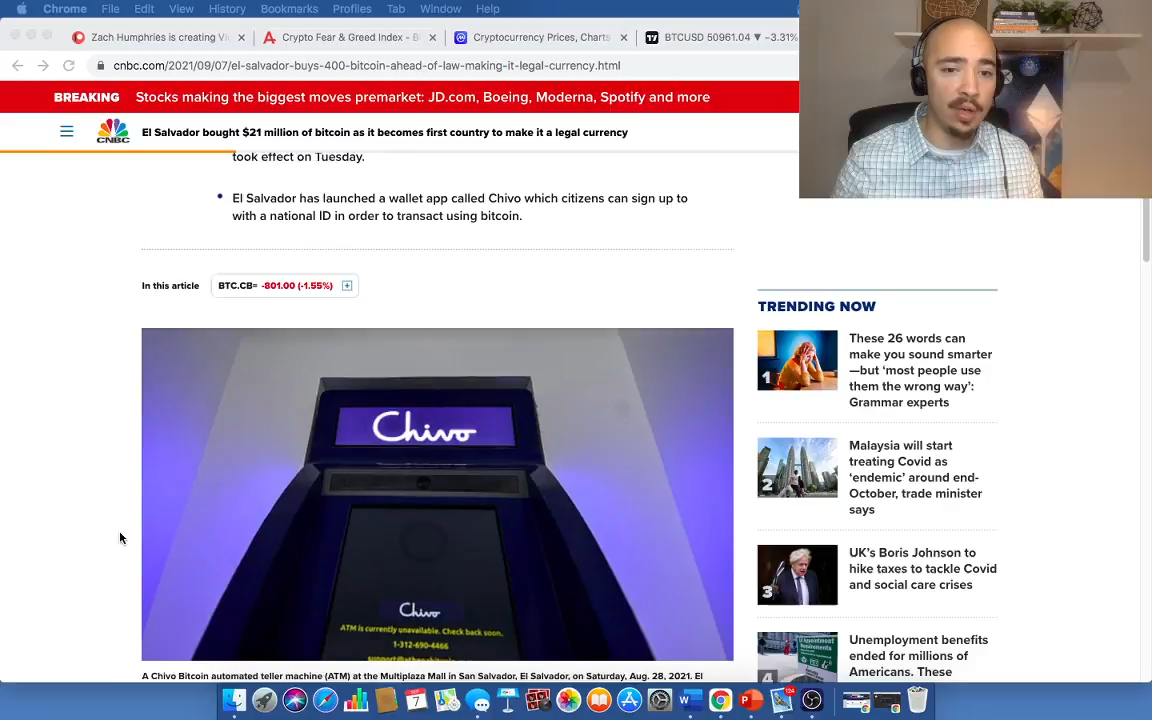 Chrome File Edit View History Bookmarks Profiles Tab Window Help
Zach Humphries is creating Vi
Crypto Fear & Greed Index - B
Cryptocurrency Prices, Charts
17 BTCUSD 50961.04 ▼ −3.31%
cnbc.com/2021/09/07/el-salvador-buys-400-bitcoin-ahead-of-law-making-it-legal-currency.html
BREAKING Stocks making the biggest moves premarket: JD.com, Boeing, Moderna, Spotify and more
CNBC
El Salvador bought $21 million of bitcoin as it becomes first country to make it a legal currency
took effect on Tuesday.
El Salvador has launched a wallet app called Chivo which citizens can sign up to
with a national ID in order to transact using bitcoin.
In this article
BTC.CB= -801.00 (-1.55%)
Chivo
Chivo
ATM is currently unavailable. Check back soon.
1-312-690-4466
A Chivo Bitcoin automated teller machine (ATM) at the Multiplaza Mall in San Salvador, El Salvador, on Saturday, Aug. 28, 2021. El
TRENDING NOW
1
These 26 words can
make you sound smarter
—but ‘most people use
them the wrong way’:
Grammar experts
2
Malaysia will start
treating Covid as
‘endemic’ around end-
October, trade minister
says
3
UK’s Boris Johnson to
hike taxes to tackle Covid
and social care crises
4
Unemployment benefits
ended for millions of
Americans. These
7
124